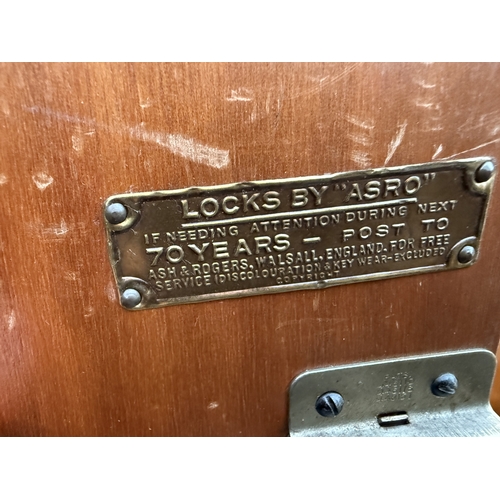 LOCKS BY "ASRO"
IF NEEDING ATTENTION DURING NEXT
70 YEARS - POST TO
ASH & ROGERS, WALSALL, ENGLAND. FOR FREE
SERVICE (DISCOLOURATION & KEY WEAR-EXCLUDED
COPYRIGHT